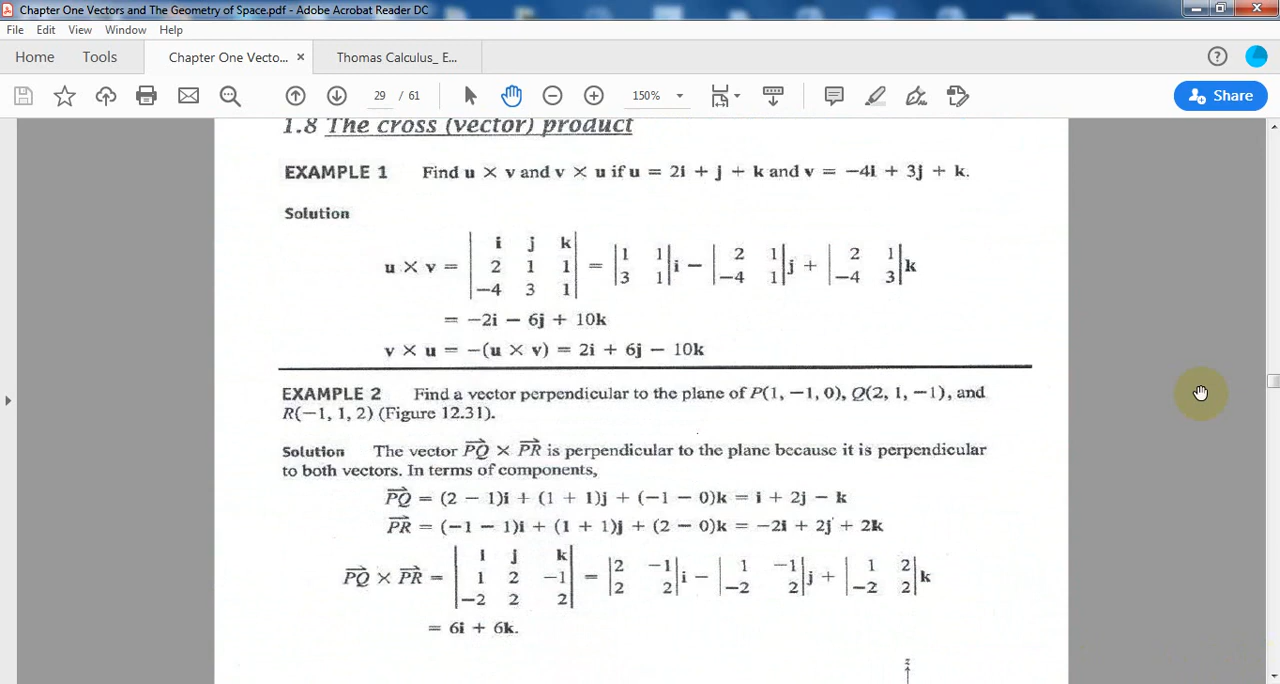 Chapter One Vectors and The Geometry of Space.pdf - Adobe Acrobat Reader DC
File Edit View Window Help
Home Tools Chapter One Vecto... × Thomas Calculus_ E...
29 / 61 150% Share
1.8 The cross (vector) product
EXAMPLE 1 Find u × v and v × u if u = 2i + j + k and v = −4i + 3j + k.
Solution
u × v = | i j k ; 2 1 1 ; −4 3 1 | = | 1 1 ; 3 1 | i − | 2 1 ; −4 1 | j + | 2 1 ; −4 3 | k
= −2i − 6j + 10k
v × u = −(u × v) = 2i + 6j − 10k
EXAMPLE 2 Find a vector perpendicular to the plane of P(1, −1, 0), Q(2, 1, −1), and
R(−1, 1, 2) (Figure 12.31).
Solution The vector PQ × PR is perpendicular to the plane because it is perpendicular
to both vectors. In terms of components,
PQ = (2 − 1)i + (1 + 1)j + (−1 − 0)k = i + 2j − k
PR = (−1 − 1)i + (1 + 1)j + (2 − 0)k = −2i + 2j + 2k
PQ × PR = | i j k ; 1 2 −1 ; −2 2 2 | = | 2 −1 ; 2 2 | i − | 1 −1 ; −2 2 | j + | 1 2 ; −2 2 | k
= 6i + 6k.
z